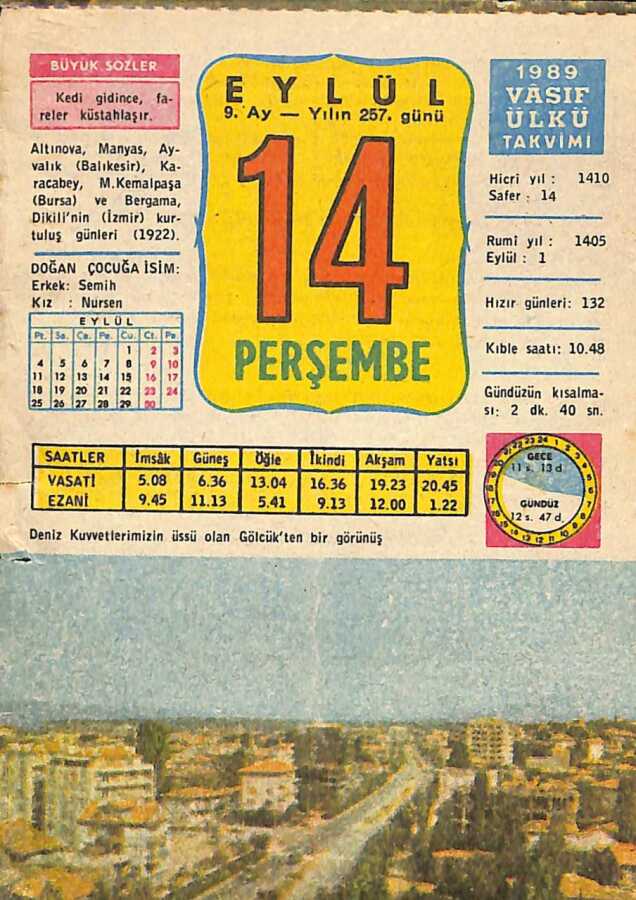 BÜYÜK SÖZLER
Kedi gidince, fa-
reler küstahlaşır.
Altınova, Manyas, Ay-
valık (Balıkesir), Ka-
racabey, M.Kemalpaşa
(Bursa) ve Bergama,
Dikili'nin (İzmir) kur-
tuluş günleri (1922).
DOĞAN ÇOCUĞA İSİM:
Erkek: Semih
Kız : Nursen
EYLÜL
Pt. Sa. Ça. Pe. Cu. Ct. Pa.
1 2 3
4 5 6 7 8 9 10
11 12 13 14 15 16 17
18 19 20 21 22 23 24
25 26 27 28 29 30
EYLÜL
9. Ay — Yılın 257. günü
14
PERŞEMBE
1989
VÂSIF
ÜLKÜ
TAKVİMİ
Hicri yıl : 1410
Safer : 14
Rumi yıl : 1405
Eylül : 1
Hızır günleri: 132
Kıble saati: 10.48
Gündüzün kısalma-
sı: 2 dk. 40 sn.
SAATLER İmsâk Güneş Öğle İkindi Akşam Yatsı
VASATİ 5.08 6.36 13.04 16.36 19.23 20.45
EZANİ 9.45 11.13 5.41 9.13 12.00 1.22
GECE
11 s. 13 d
GÜNDÜZ
12 s. 47 d.
Deniz Kuvvetlerimizin üssü olan Gölcük'ten bir görünüş